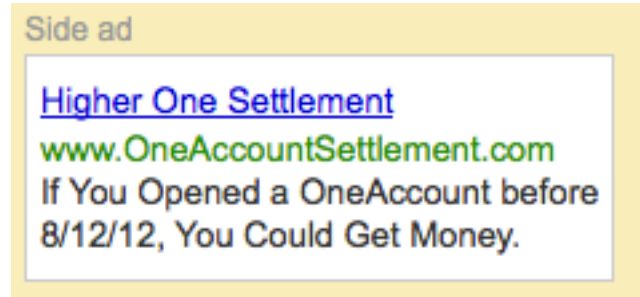 Side ad
Higher One Settlement
www.OneAccountSettlement.com
If You Opened a OneAccount before
8/12/12, You Could Get Money.